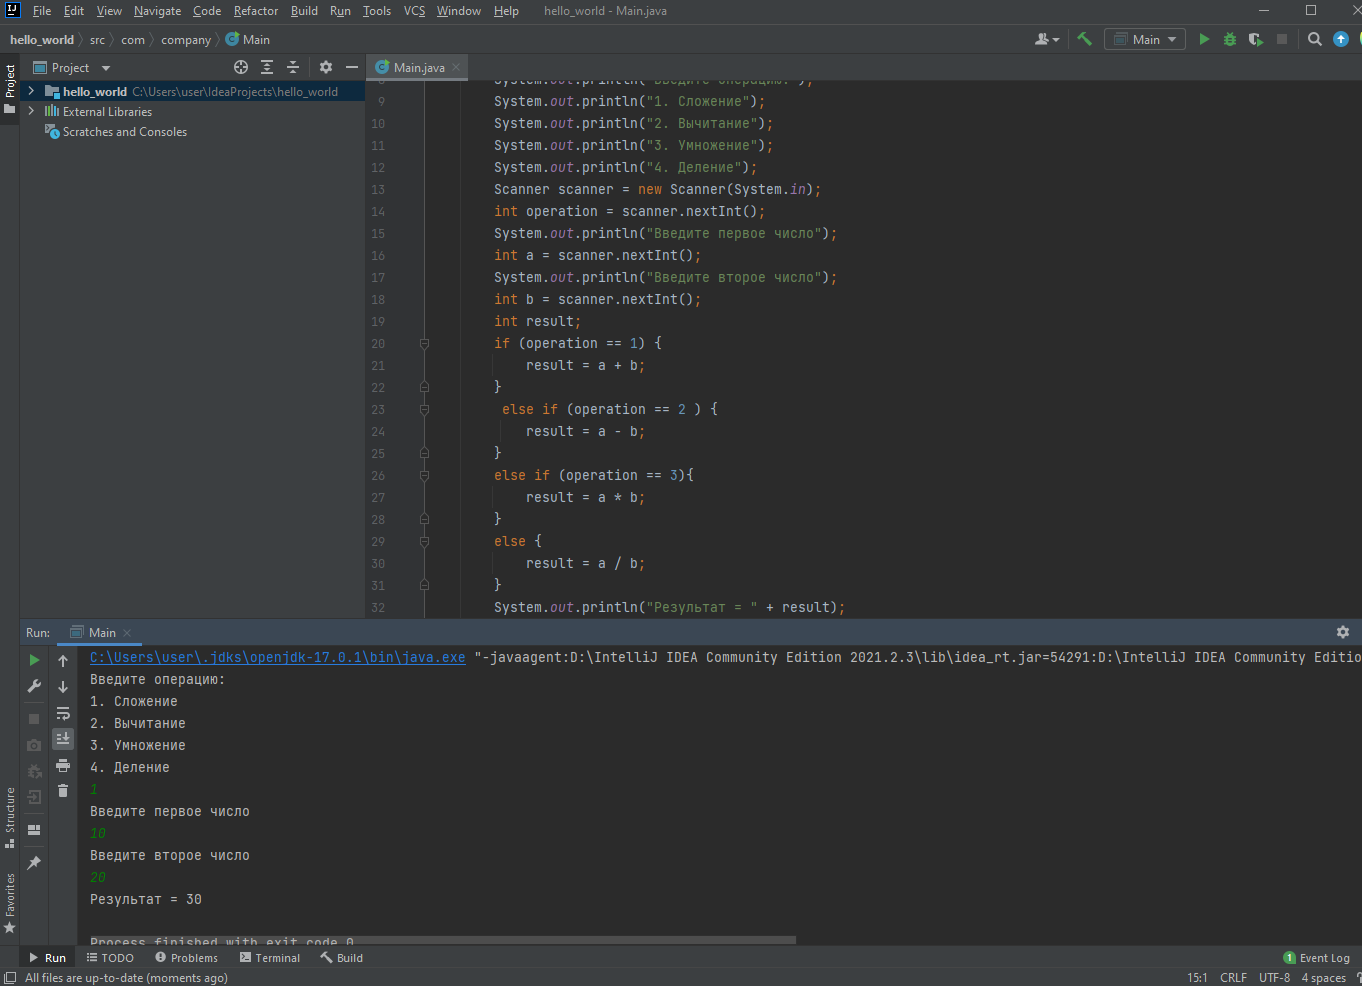 File Edit View Navigate Code Refactor Build Run Tools VCS Window Help hello_world - Main.java
hello_world src com company Main
Main
Project
Project
Main.java
hello_world C:\Users\user\IdeaProjects\hello_world
External Libraries
Scratches and Consoles
8 System.out.println("Введите операцию:");
9 System.out.println("1. Сложение");
10 System.out.println("2. Вычитание");
11 System.out.println("3. Умножение");
12 System.out.println("4. Деление");
13 Scanner scanner = new Scanner(System.in);
14 int operation = scanner.nextInt();
15 System.out.println("Введите первое число");
16 int a = scanner.nextInt();
17 System.out.println("Введите второе число");
18 int b = scanner.nextInt();
19 int result;
20 if (operation == 1) {
21 result = a + b;
22 }
23 else if (operation == 2 ) {
24 result = a - b;
25 }
26 else if (operation == 3){
27 result = a * b;
28 }
29 else {
30 result = a / b;
31 }
32 System.out.println("Результат = " + result);
Run: Main
C:\Users\user\.jdks\openjdk-17.0.1\bin\java.exe "-javaagent:D:\IntelliJ IDEA Community Edition 2021.2.3\lib\idea_rt.jar=54291:D:\IntelliJ IDEA Community Editio
Введите операцию:
1. Сложение
2. Вычитание
3. Умножение
4. Деление
1
Введите первое число
10
Введите второе число
20
Результат = 30
Process finished with exit code 0
Structure
Favorites
Run TODO Problems Terminal Build 1 Event Log
All files are up-to-date (moments ago) 15:1 CRLF UTF-8 4 spaces